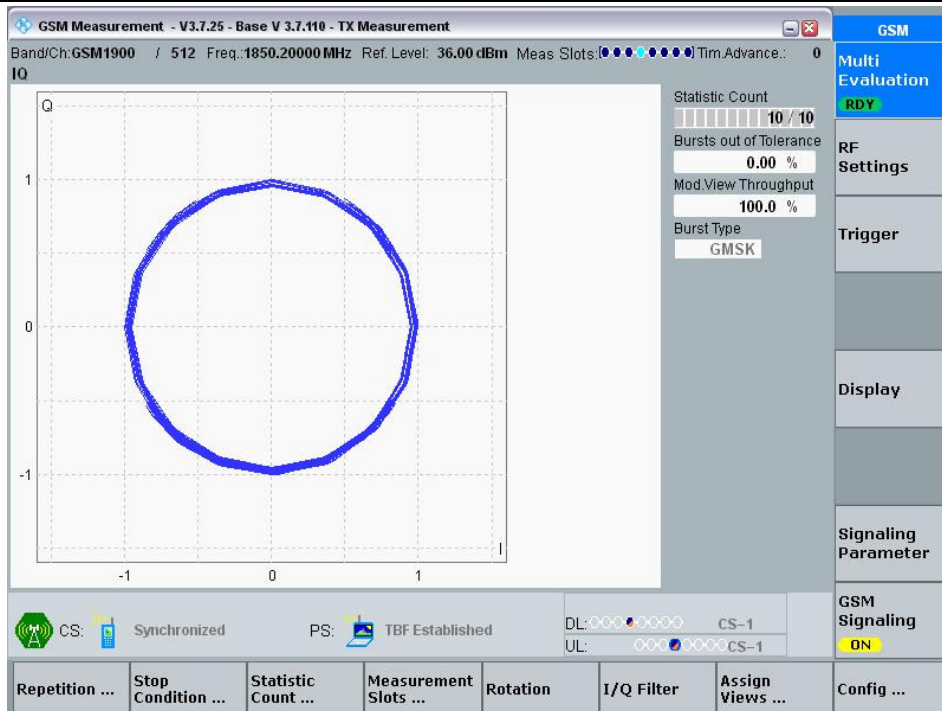 GSM Measurement - V3.7.25 - Base V 3.7.110 - TX Measurement
GSM
Band/Ch:GSM1900 / 512 Freq.:1850.20000 MHz Ref. Level: 36.00 dBm Meas Slots: Tim.Advance.: 0
IQ
Multi
Evaluation
RDY
Q
Statistic Count
10 / 10
Bursts out of Tolerance
0.00 %
Mod.View Throughput
100.0 %
Burst Type
GMSK
RF
Settings
Trigger
Display
Signaling
Parameter
GSM
Signaling
ON
1
0
-1
I
-1 0 1
CS: Synchronized PS: TBF Established
DL: CS-1
UL: CS-1
Repetition ...
Stop
Condition ...
Statistic
Count ...
Measurement
Slots ...
Rotation
I/Q Filter
Assign
Views ...
Config ...